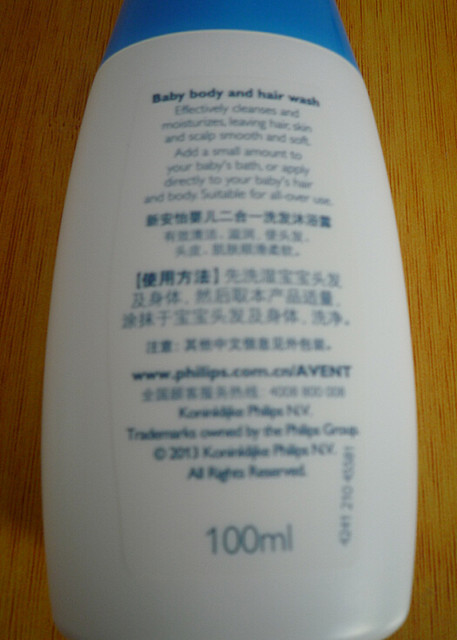 Baby body and hair wash
Effectively cleanses and
moisturizes, leaving hair, skin
and scalp smooth and soft.
Add a small amount to
your baby's bath, or apply
directly to your baby's hair
and body. Suitable for all-over use.
新安怡婴儿二合一洗发沐浴露
有效清洁、滋润、使头发、
头皮、肌肤顺滑柔软。
【使用方法】先洗湿宝宝头发
及身体，然后取本产品适量，
涂抹于宝宝头发及身体，洗净。
注意：其他中文信息见外包装。
www.philips.com.cn/AVENT
全国顾客服务热线：4008 800 008
Koninklijke Philips N.V.
Trademarks owned by the Philips Group.
© 2013 Koninklijke Philips N.V.
All Rights Reserved.
100ml
4241 210 45581